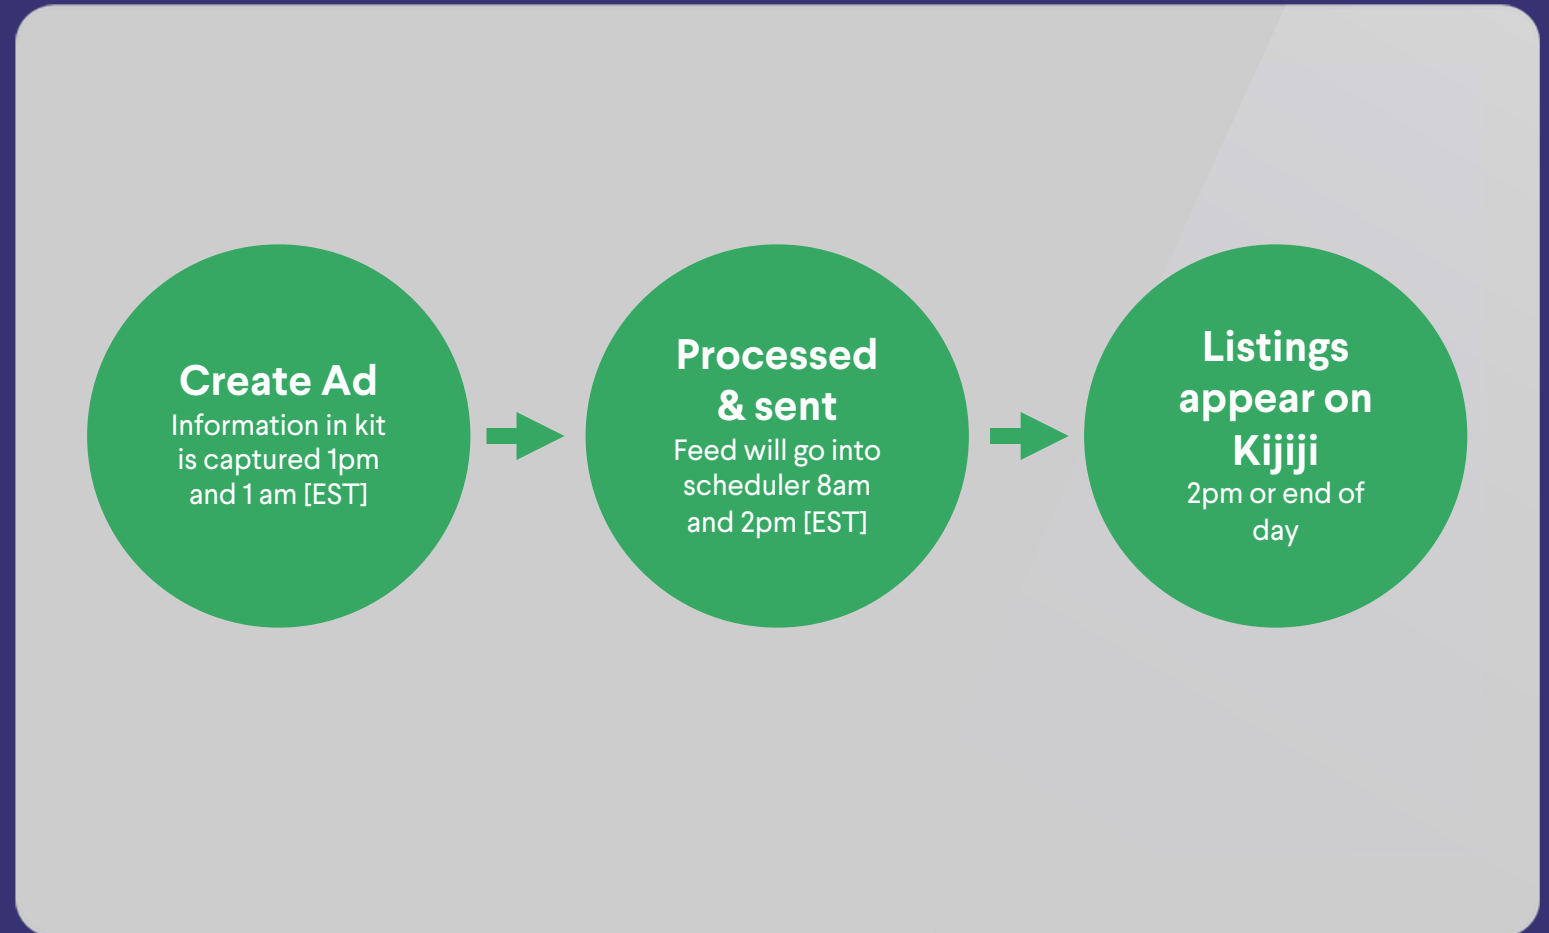 Create Ad
Information in kit
is captured 1pm
and 1 am [EST]
Processed
& sent
Feed will go into
scheduler 8am
and 2pm [EST]
Listings
appear on
Kijiji
2pm or end of
day